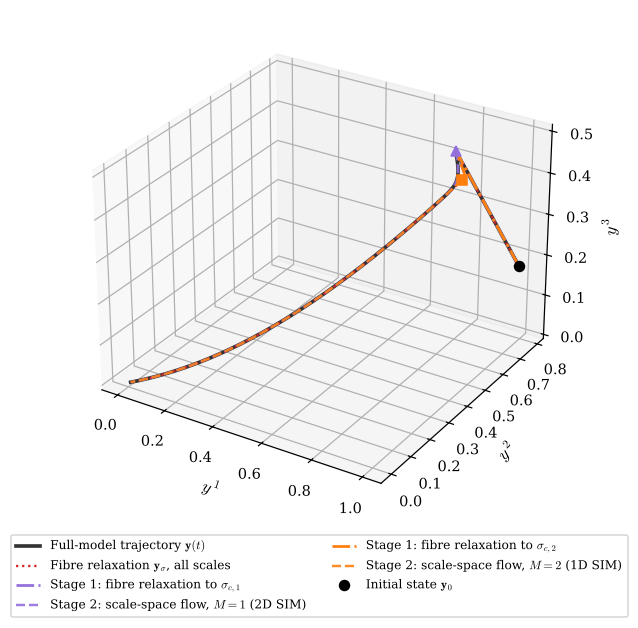 0.5
0.4
0.3
0.2
0.1
0.0
y³
0.8
0.7
0.6
0.5
0.4
0.3
0.2
0.1
0.0
y²
0.0
0.2
0.4
0.6
0.8
1.0
y¹
Full-model trajectory y(t)
Fibre relaxation y_σ, all scales
Stage 1: fibre relaxation to σ_{c,1}
Stage 2: scale-space flow, M = 1 (2D SIM)
Stage 1: fibre relaxation to σ_{c,2}
Stage 2: scale-space flow, M = 2 (1D SIM)
Initial state y₀